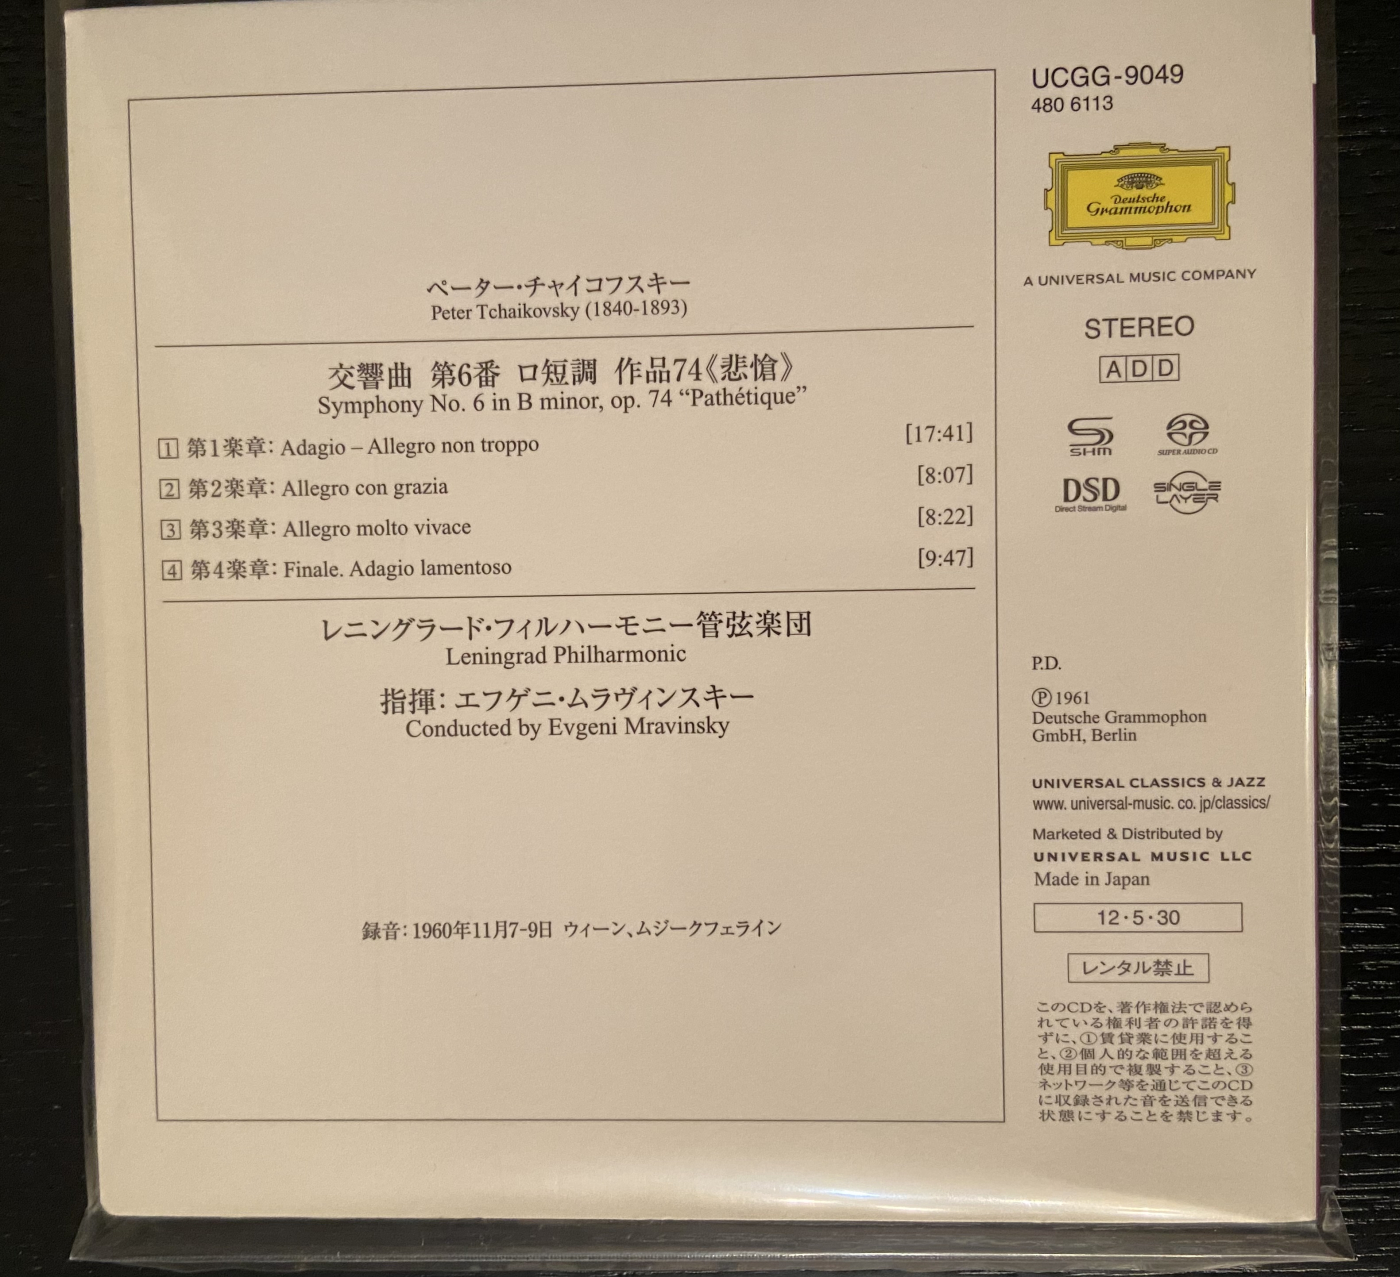 ペーター・チャイコフスキー
Peter Tchaikovsky (1840-1893)
交響曲 第6番 ロ短調 作品74《悲愴》
Symphony No. 6 in B minor, op. 74 “Pathétique”
1 第1楽章: Adagio – Allegro non troppo [17:41]
2 第2楽章: Allegro con grazia [8:07]
3 第3楽章: Allegro molto vivace [8:22]
4 第4楽章: Finale. Adagio lamentoso [9:47]
レニングラード・フィルハーモニー管弦楽団
Leningrad Philharmonic
指揮: エフゲニ・ムラヴィンスキー
Conducted by Evgeni Mravinsky
録音: 1960年11月7-9日 ウィーン、ムジークフェライン
UCGG-9049
480 6113
Deutsche
Grammophon
A UNIVERSAL MUSIC COMPANY
STEREO
ADD
SHM
SUPER AUDIO CD
DSD
Direct Stream Digital
SINGLE
LAYER
P.D.
Ⓟ 1961
Deutsche Grammophon
GmbH, Berlin
UNIVERSAL CLASSICS & JAZZ
www. universal-music. co. jp/classics/
Marketed & Distributed by
UNIVERSAL MUSIC LLC
Made in Japan
12・5・30
レンタル禁止
このCDを、著作権法で認めら
れている権利者の許諾を得
ずに、①賃貸業に使用するこ
と、②個人的な範囲を超える
使用目的で複製すること、③
ネットワーク等を通じてこのCD
に収録された音を送信できる
状態にすることを禁じます。